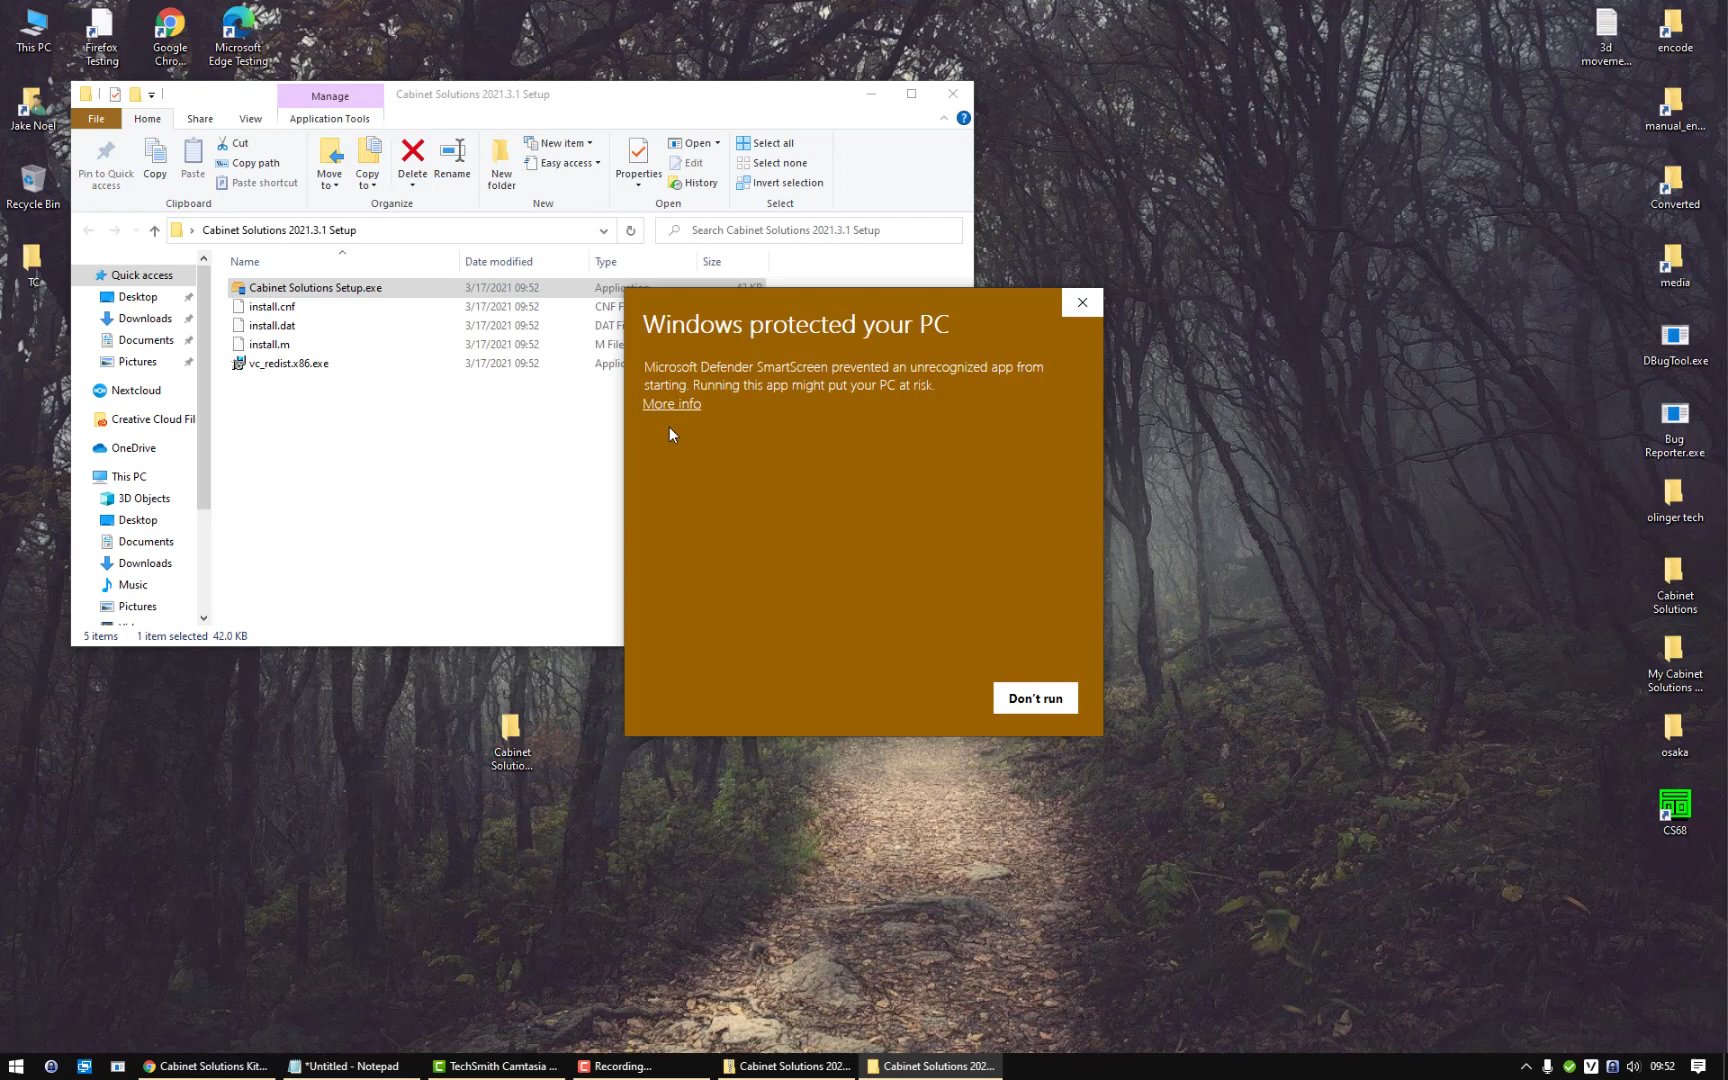 This PC
Firefox
Testing
Google
Chro...
Microsoft
Edge Testing
3d
moveme...
encode
Jake Noel
manual_en...
Recycle Bin
Converted
TC
media
DBugTool.exe
Bug
Reporter.exe
olinger tech
Cabinet
Solutions
My Cabinet
Solutions ...
osaka
CS68
Cabinet
Solutio...
Manage
Cabinet Solutions 2021.3.1 Setup
File
Home
Share
View
Application Tools
Pin to Quick
access
Copy
Paste
Cut
Copy path
Paste shortcut
Clipboard
Move
to
Copy
to
Delete
Rename
Organize
New
folder
New item
Easy access
New
Properties
Open
Edit
History
Open
Select all
Select none
Invert selection
Select
Cabinet Solutions 2021.3.1 Setup
Search Cabinet Solutions 2021.3.1 Setup
Name
Date modified
Type
Size
Quick access
Desktop
Downloads
Documents
Pictures
Nextcloud
Creative Cloud Fil
OneDrive
This PC
3D Objects
Desktop
Documents
Downloads
Music
Pictures
Cabinet Solutions Setup.exe 3/17/2021 09:52 Application 42 KB
install.cnf 3/17/2021 09:52 CNF F
install.dat 3/17/2021 09:52 DAT Fi
install.m 3/17/2021 09:52 M File
vc_redist.x86.exe 3/17/2021 09:52 Applic
5 items 1 item selected 42.0 KB
Windows protected your PC
Microsoft Defender SmartScreen prevented an unrecognized app from
starting. Running this app might put your PC at risk.
More info
Don't run
Cabinet Solutions Kit...
*Untitled - Notepad
TechSmith Camtasia ...
Recording...
Cabinet Solutions 202...
Cabinet Solutions 202...
09:52